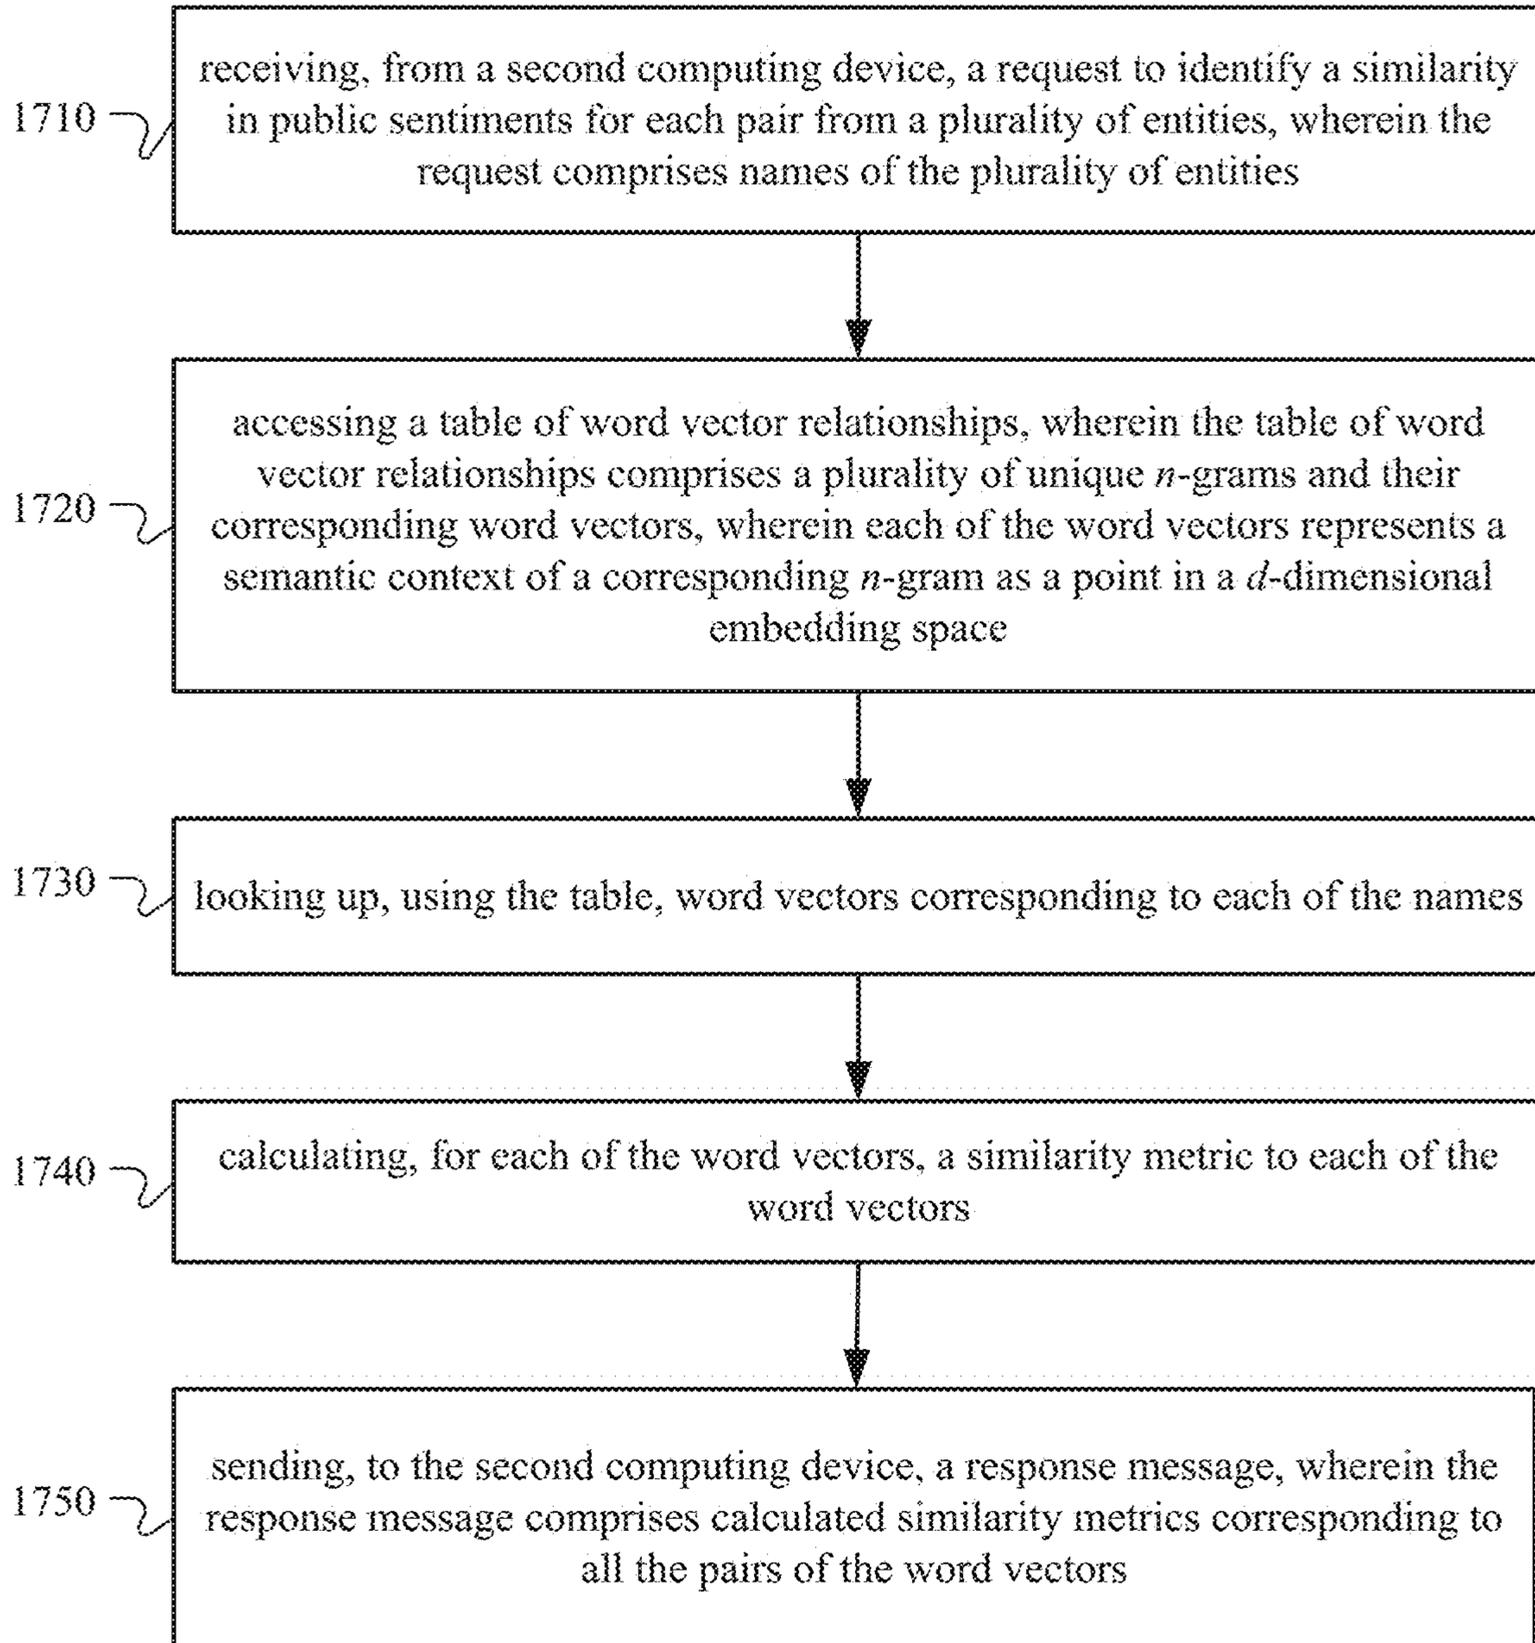 receiving, from a second computing device, a request to identify a similarity
1710
in public sentiments for each pair from a plurality of entities, wherein the
request comprises names of the plurality of entities
accessing a table of word vector relationships, wherein the table of word
vector relationships comprises a plurality of unique n-grams and their
1720
corresponding word vectors, wherein each of the word vectors represents a
semantic context of a corresponding n-gram as a point in a d-dimensional
embedding space
1730
looking up, using the table, word vectors corresponding to each of the names
1740
calculating, for each of the word vectors, a similarity metric to each of the
word vectors
1750
sending, to the second computing device, a response message, wherein the
response message comprises calculated similarity metrics corresponding to
all the pairs of the word vectors